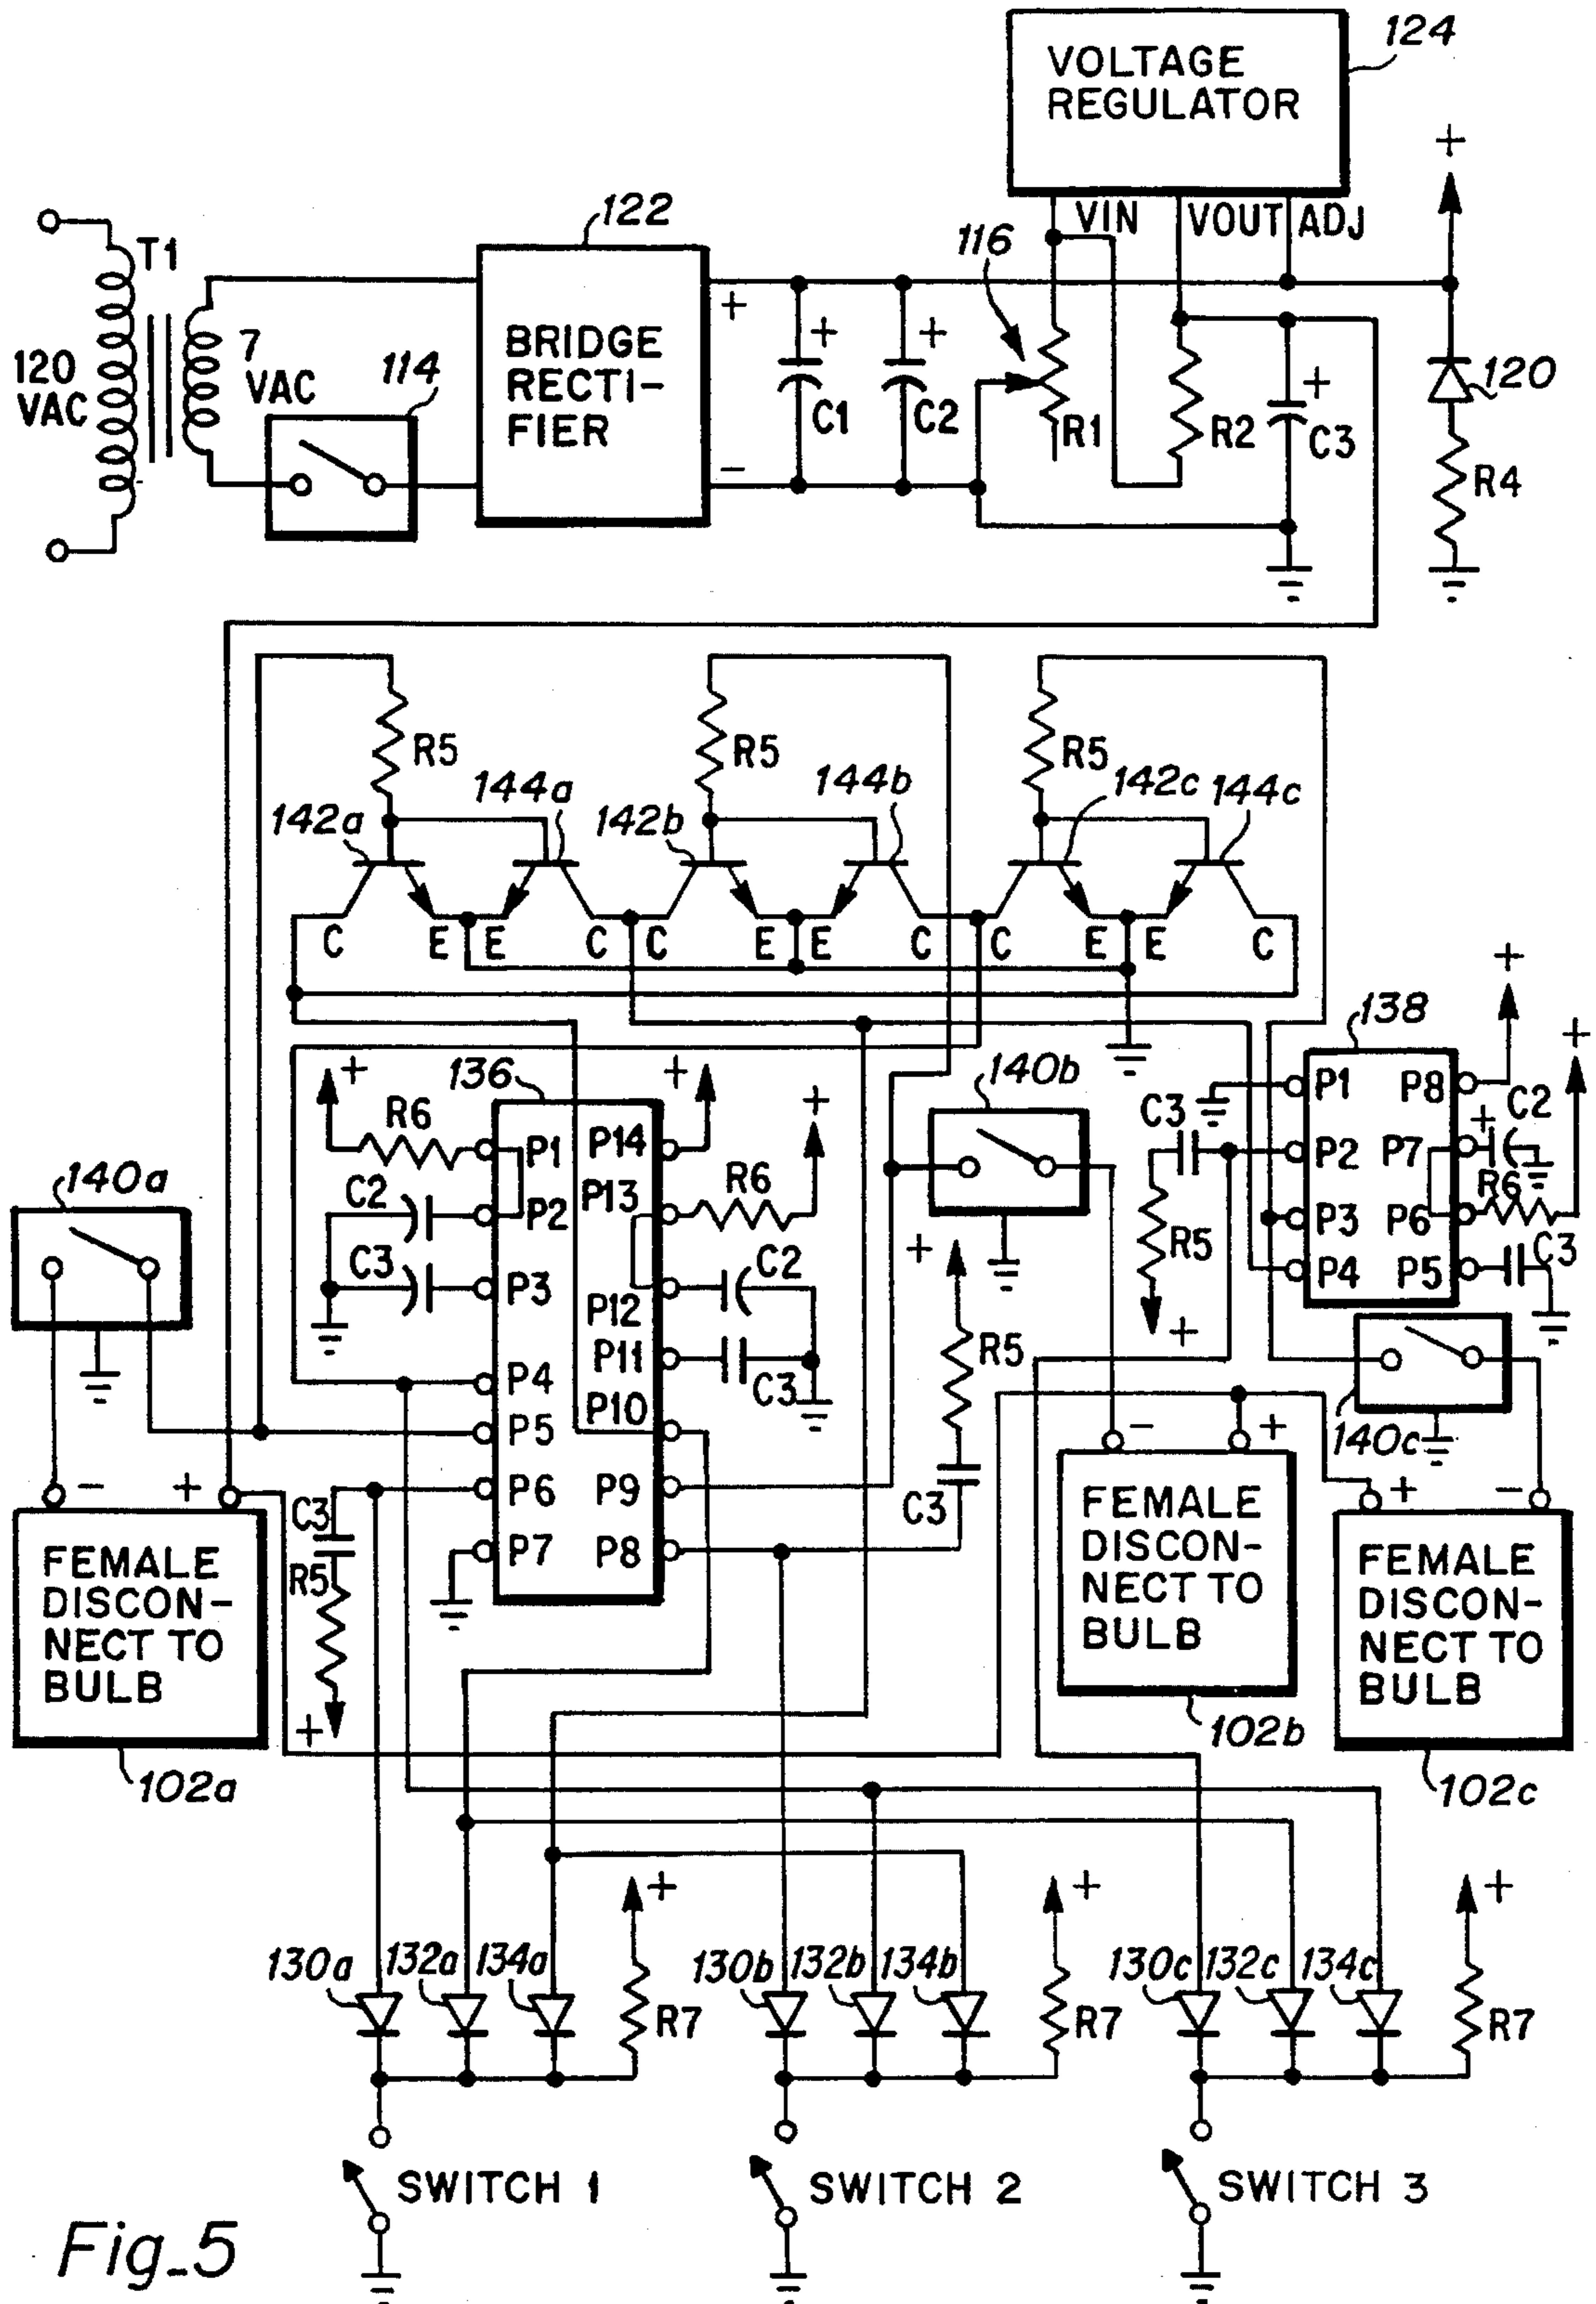 124
VOLTAGE
REGULATOR
+
122
VIN VOUT ADJ
116
T1
120
VAC
7
VAC
114
BRIDGE
RECTI-
FIER
+
-
+
C1
+
C2
R1
R2
+
C3
120
R4
R5
R5
R5
142a
144a
142b
144b
142c
144c
C E E C C E E C C E E C
138
+
+
136
+
+
+
140b
140a
R6
P1
P14
C3
P1
P8
+
C2
C2
P2
P13
R6
P2
P7
R6
C3
P3
P12
C2
R5
P3
P6
C3
P11
C3
+
R5
+
P4
P5
P4
P10
P5
140c
-
+
C3
P6
P9
C3
-
+
+
-
R5
P7
P8
+
FEMALE
DISCON-
NECT TO
BULB
FEMALE
DISCON-
NECT TO
BULB
FEMALE
DISCON-
NECT TO
BULB
102a
102b
102c
+
+
+
130a
132a
134a
R7
130b
132b
134b
R7
130c
132c
134c
R7
SWITCH 1
SWITCH 2
SWITCH 3
Fig_5